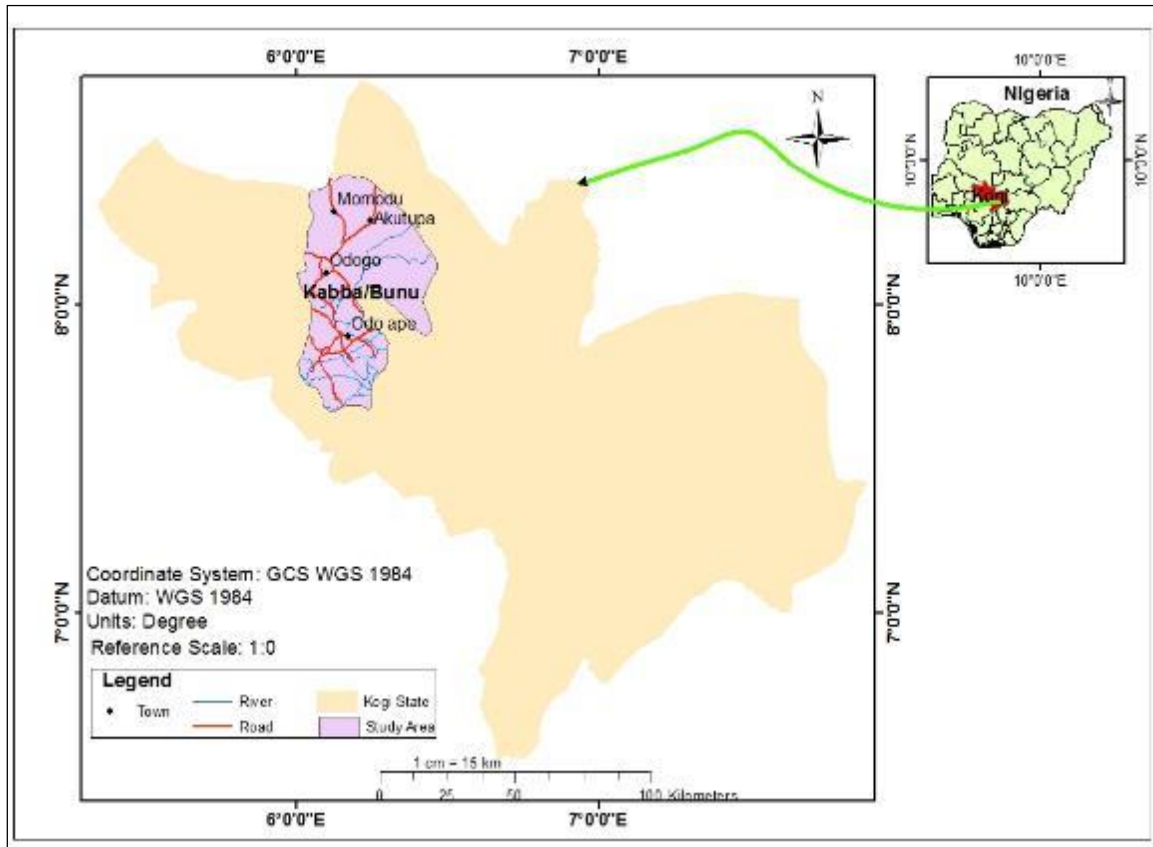 6°0'0"E
7°0'0"E
10°0'0"E
Nigeria
N
10°0'0"N
10°0'0"N
Kogi
10°0'0"E
Momodu
Akutupa
Odogo
Kabba/Bunu
Odo ape
8°0'0"N
8°0'0"N
7°0'0"N
7°0'0"N
Coordinate System: GCS WGS 1984
Datum: WGS 1984
Units: Degree
Reference Scale: 1:0
Legend
Town
River
Road
Kogi State
Study Area
1 cm = 15 km
0 25 50 100 Kilometers
6°0'0"E
7°0'0"E